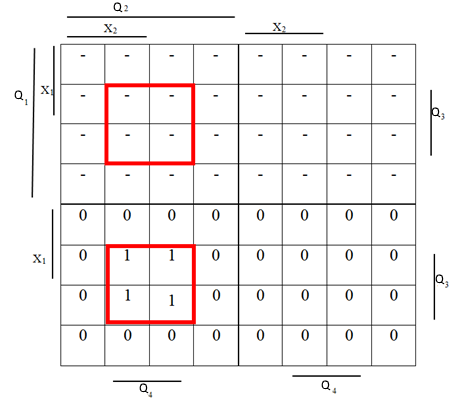 Q2
X2 X2
- - - - - - - -
Q1 X1 - - - - - - - - Q3
- - - - - - - -
- - - - - - - -
0 0 0 0 0 0 0 0
X1 0 1 1 0 0 0 0 0 Q3
0 1 1 0 0 0 0 0
0 0 0 0 0 0 0 0
Q4 Q4